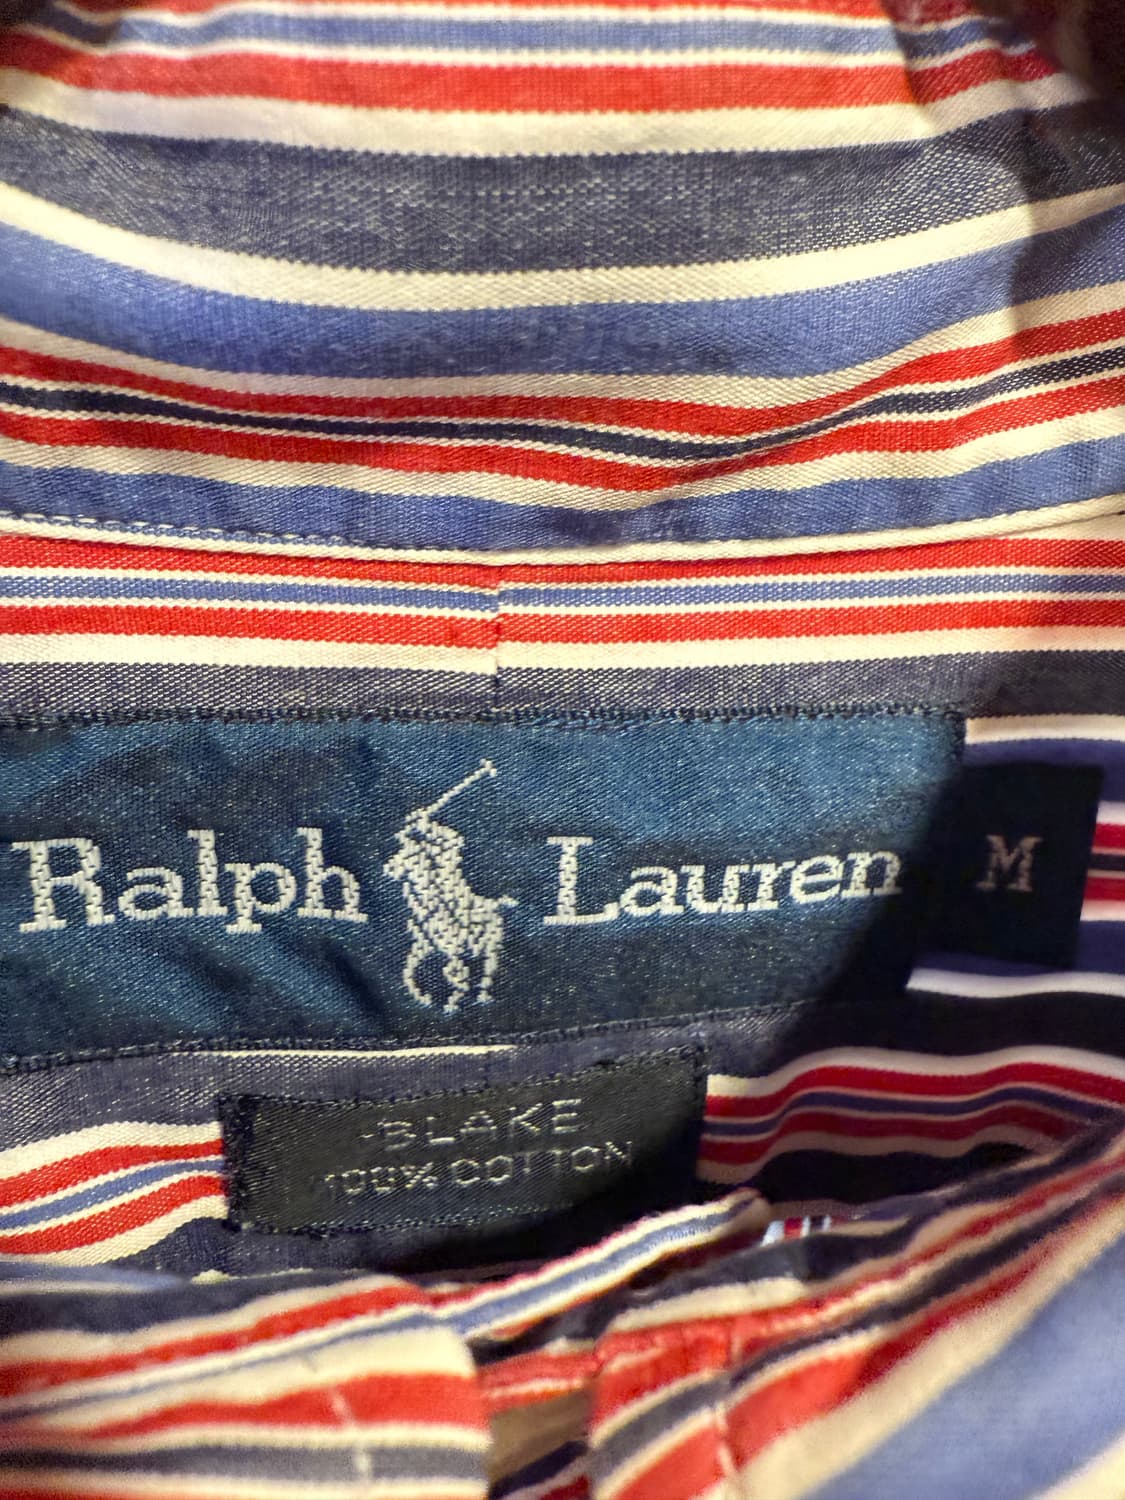 Ralph Lauren
M
BLAKE
100% COTTON